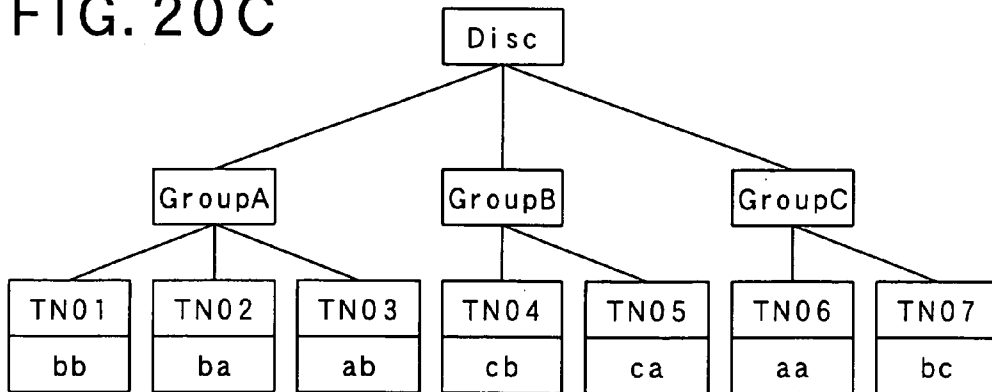 FIG. 20C
Disc
GroupA GroupB GroupC
TN01 TN02 TN03 TN04 TN05 TN06 TN07
bb ba ab cb ca aa bc